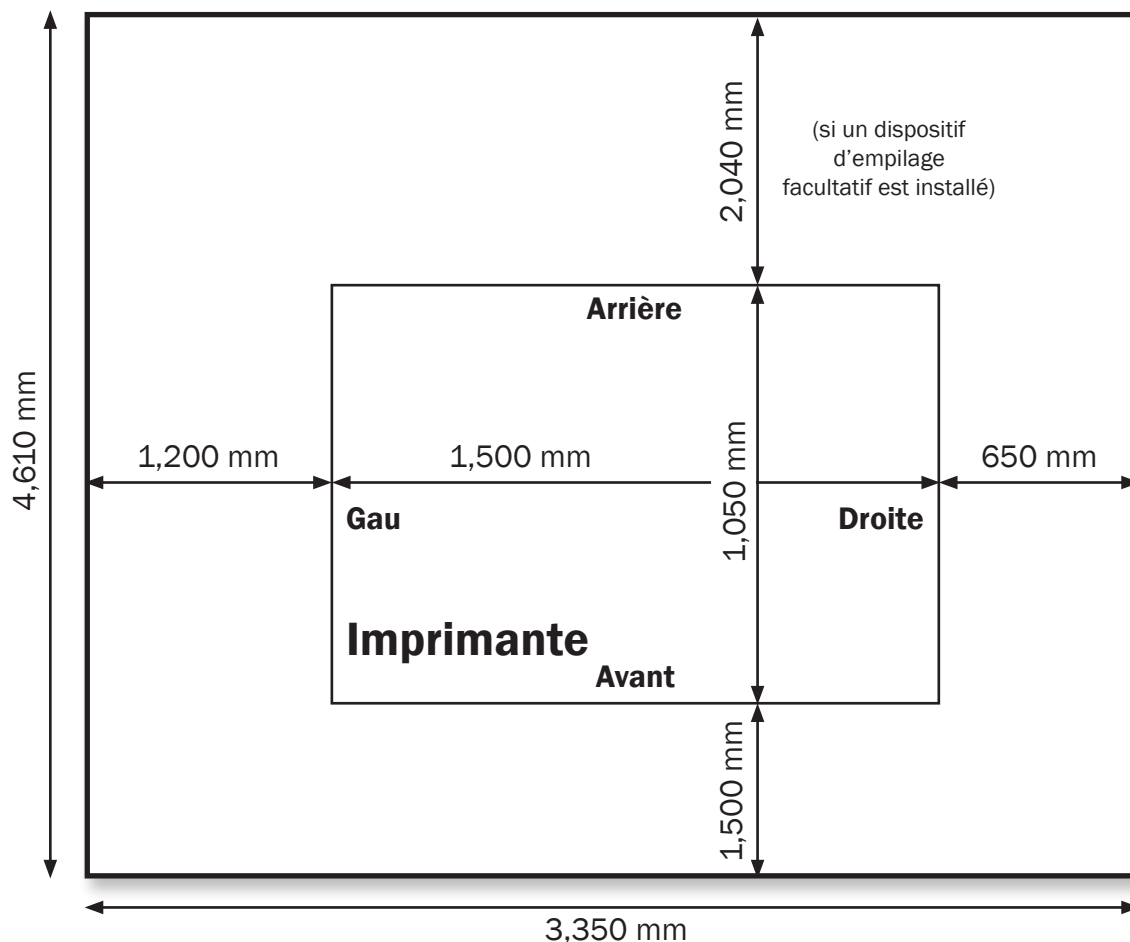 2,040 mm
(si un dispositif
d'empilage
facultatif est installé)
Arrière
4,610 mm
1,200 mm
1,500 mm
650 mm
1,050 mm
Gau
Droite
Imprimante
Avant
1,500 mm
3,350 mm